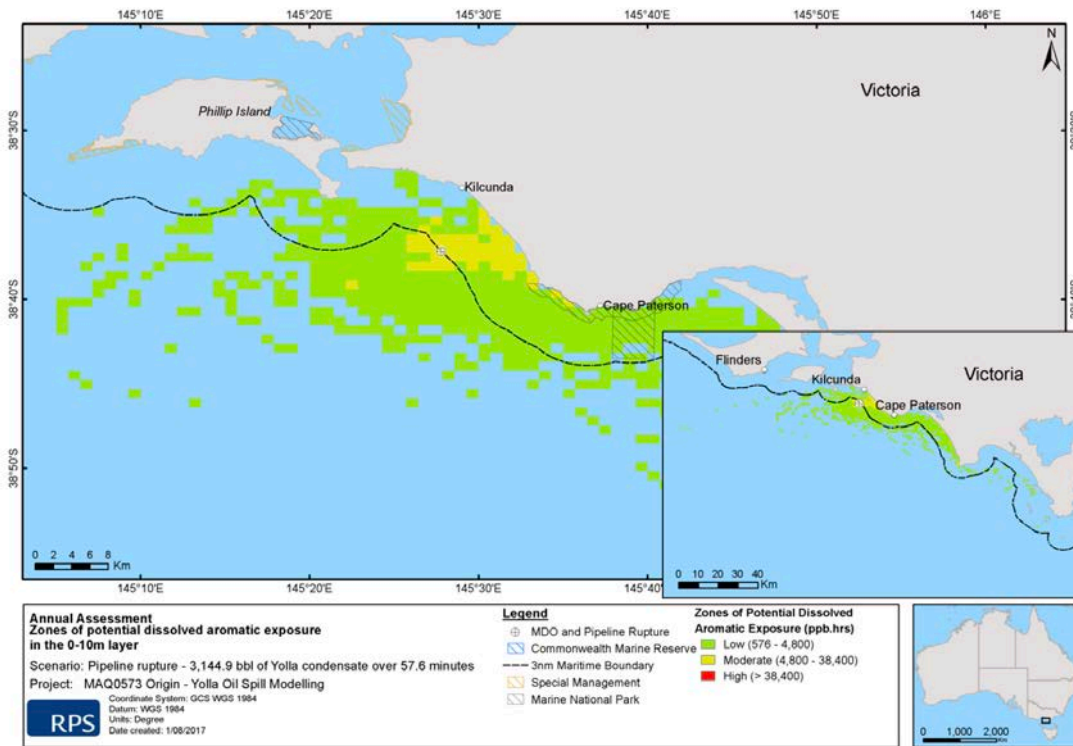 145°10'E 145°20'E 145°30'E 145°40'E 145°50'E 146°E
N
Victoria
Phillip Island
38°30'S
Kilcunda
38°40'S
Cape Paterson
Flinders
Victoria
Kilcunda
Cape Paterson
38°50'S
0 2 4 6 8
Km
0 10 20 30 40
Km
145°10'E 145°20'E 145°30'E 145°40'E
Annual Assessment
Zones of potential dissolved aromatic exposure
in the 0-10m layer
Scenario: Pipeline rupture - 3,144.9 bbl of Yolla condensate over 57.6 minutes
Project: MAQ0573 Origin - Yolla Oil Spill Modelling
RPS
Coordinate System: GCS WGS 1984
Datum: WGS 1984
Units: Degree
Date created: 1/08/2017
Legend
MDO and Pipeline Rupture
Commonwealth Marine Reserve
3nm Maritime Boundary
Special Management
Marine National Park
Zones of Potential Dissolved
Aromatic Exposure (ppb.hrs)
Low (576 - 4,800)
Moderate (4,800 - 38,400)
High (> 38,400)
0 1,000 2,000
Km